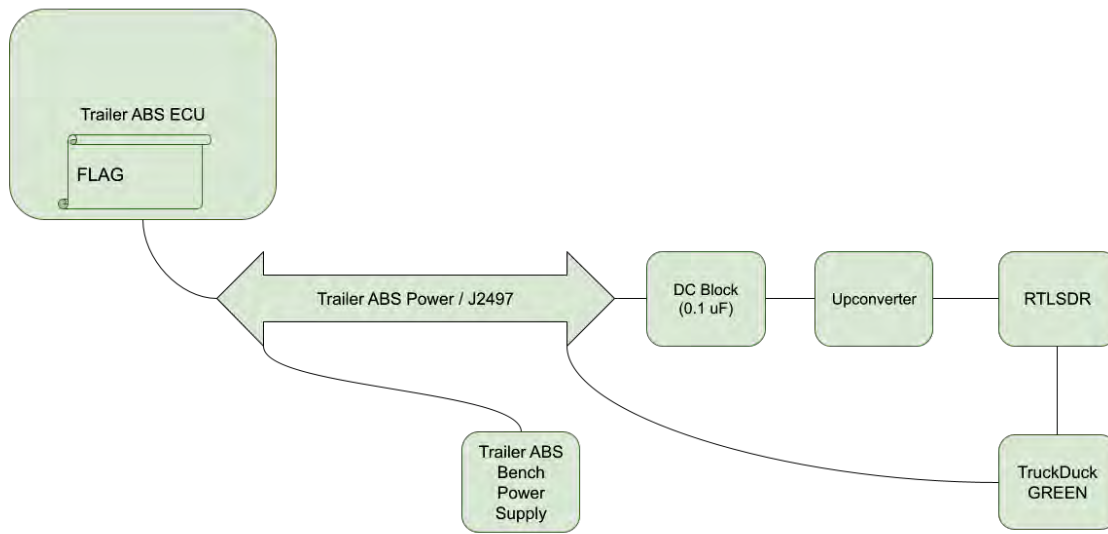 Trailer ABS ECU
FLAG
Trailer ABS Power / J2497
DC Block
(0.1 uF)
Upconverter
RTLSDR
Trailer ABS
Bench
Power
Supply
TruckDuck
GREEN